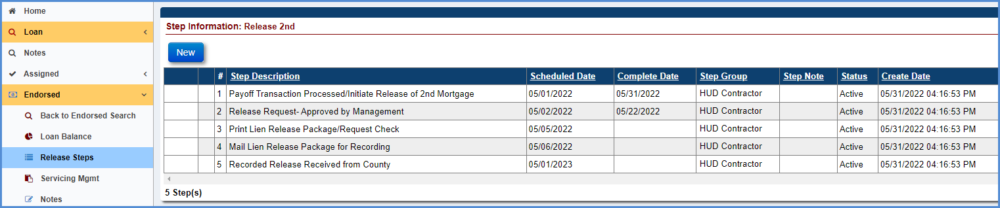 Home
Loan
Notes
Assigned
Endorsed
Back to Endorsed Search
Loan Balance
Release Steps
Servicing Mgmt
Notes
Step Information: Release 2nd
New
# Step Description Scheduled Date Complete Date Step Group Step Note Status Create Date
1 Payoff Transaction Processed/Initiate Release of 2nd Mortgage 05/01/2022 05/31/2022 HUD Contractor Active 05/31/2022 04:16:53 PM
2 Release Request- Approved by Management 05/02/2022 05/22/2022 HUD Contractor Active 05/31/2022 04:16:53 PM
3 Print Lien Release Package/Request Check 05/05/2022 HUD Contractor Active 05/31/2022 04:16:53 PM
4 Mail Lien Release Package for Recording 05/06/2022 HUD Contractor Active 05/31/2022 04:16:53 PM
5 Recorded Release Received from County 05/01/2023 HUD Contractor Active 05/31/2022 04:16:53 PM
5 Step(s)